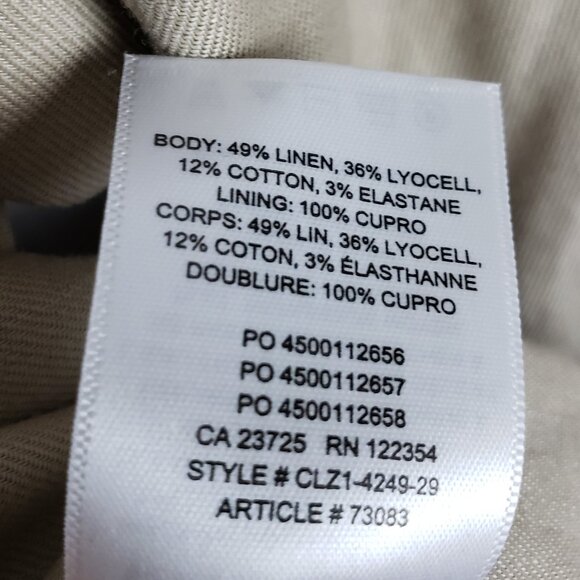 BODY: 49% LINEN, 36% LYOCELL,
12% COTTON, 3% ELASTANE
LINING: 100% CUPRO
CORPS: 49% LIN, 36% LYOCELL,
12% COTON, 3% ÉLASTHANNE
DOUBLURE: 100% CUPRO
PO 4500112656
PO 4500112657
PO 4500112658
CA 23725 RN 122354
STYLE # CLZ1-4249-29
ARTICLE # 73083